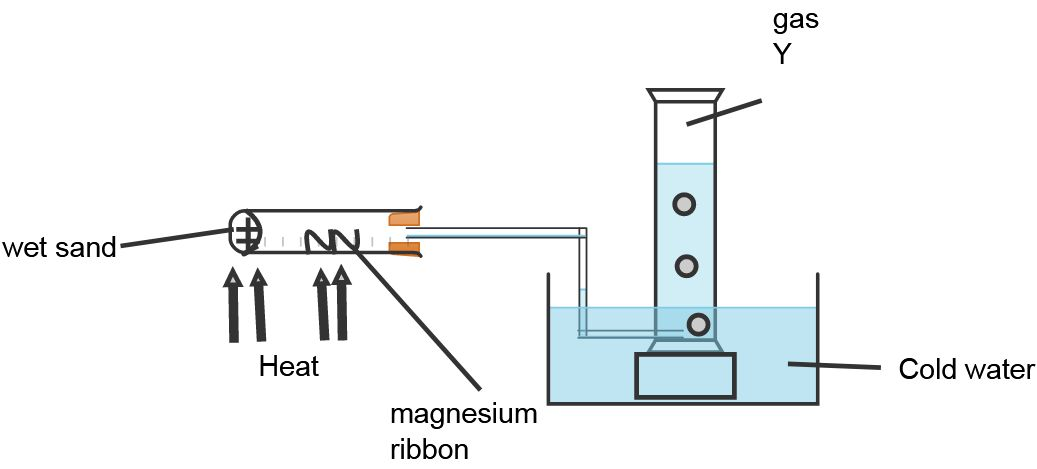 gas
Y
wet sand
Heat
magnesium
ribbon
Cold water